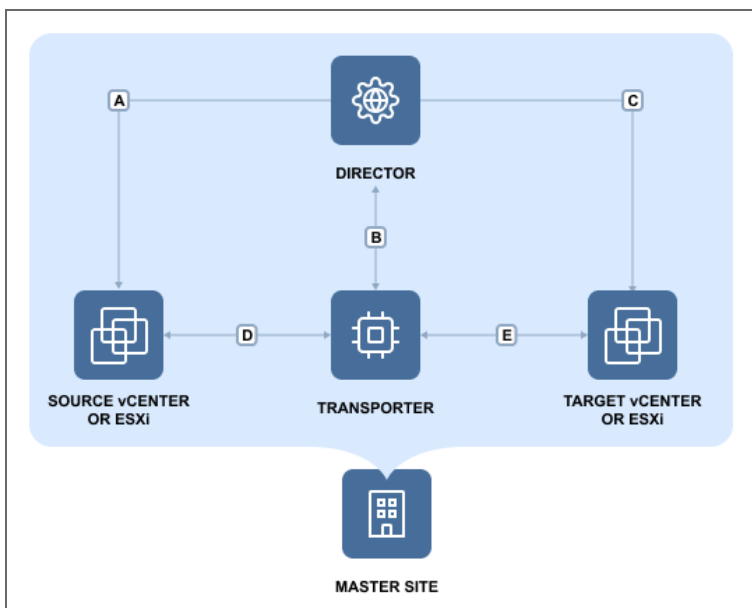 A
C
DIRECTOR
B
D
E
SOURCE vCENTER
OR ESXi
TRANSPORTER
TARGET vCENTER
OR ESXi
MASTER SITE